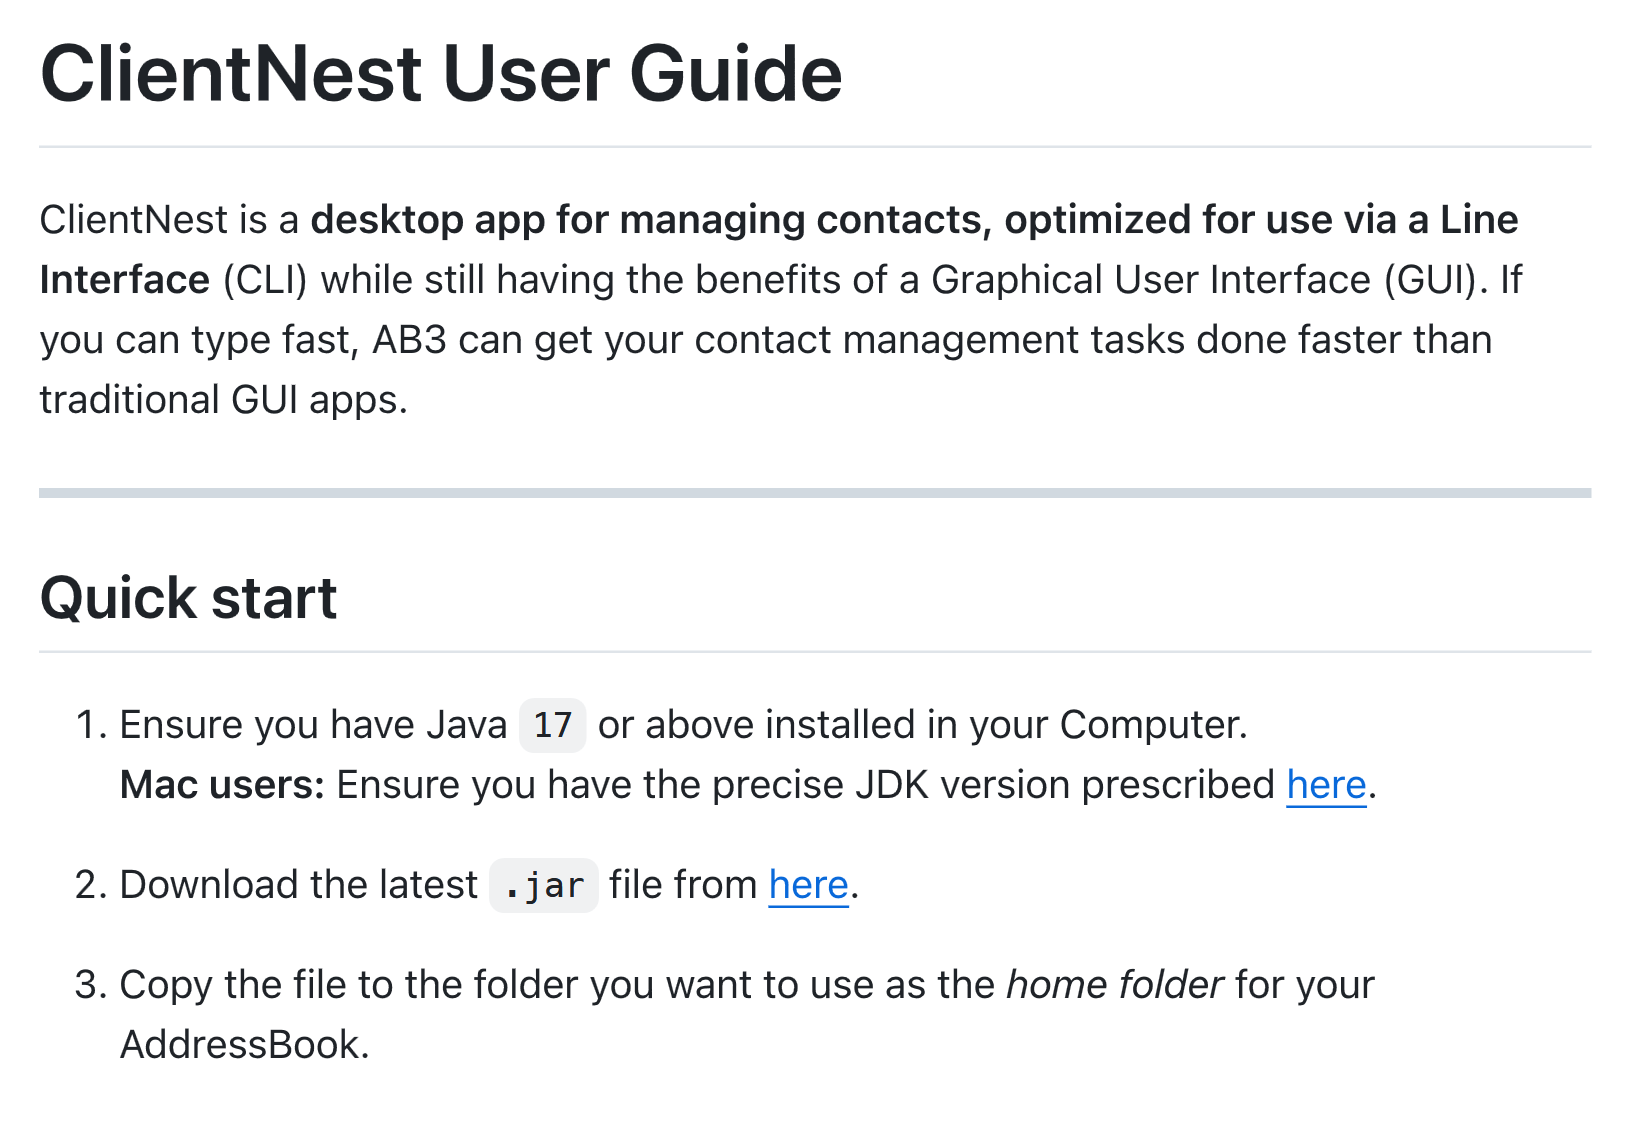 ClientNest User Guide
ClientNest is a desktop app for managing contacts, optimized for use via a Line
Interface (CLI) while still having the benefits of a Graphical User Interface (GUI). If
you can type fast, AB3 can get your contact management tasks done faster than
traditional GUI apps.
Quick start
1. Ensure you have Java 17 or above installed in your Computer.
Mac users: Ensure you have the precise JDK version prescribed here.
2. Download the latest .jar file from here.
3. Copy the file to the folder you want to use as the home folder for your
AddressBook.